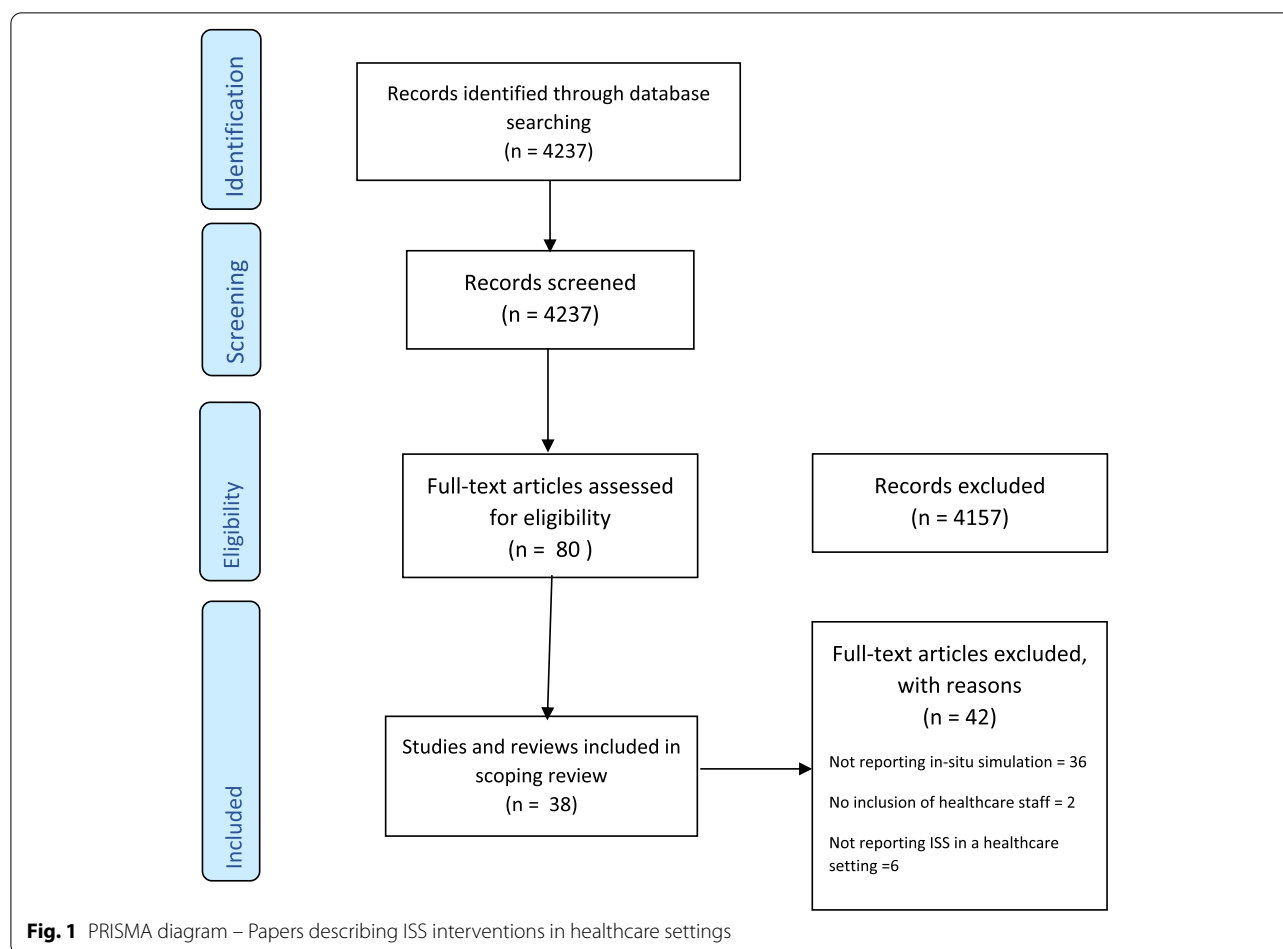 Identification
Records identified through database
searching
(n = 4237)
Screening
Records screened
(n = 4237)
Eligibility
Full-text articles assessed
for eligibility
(n = 80 )
Records excluded
(n = 4157)
Included
Studies and reviews included in
scoping review
(n = 38)
Full-text articles excluded,
with reasons
(n = 42)
Not reporting in-situ simulation = 36
No inclusion of healthcare staff = 2
Not reporting ISS in a healthcare
setting =6
Fig. 1 PRISMA diagram – Papers describing ISS interventions in healthcare settings